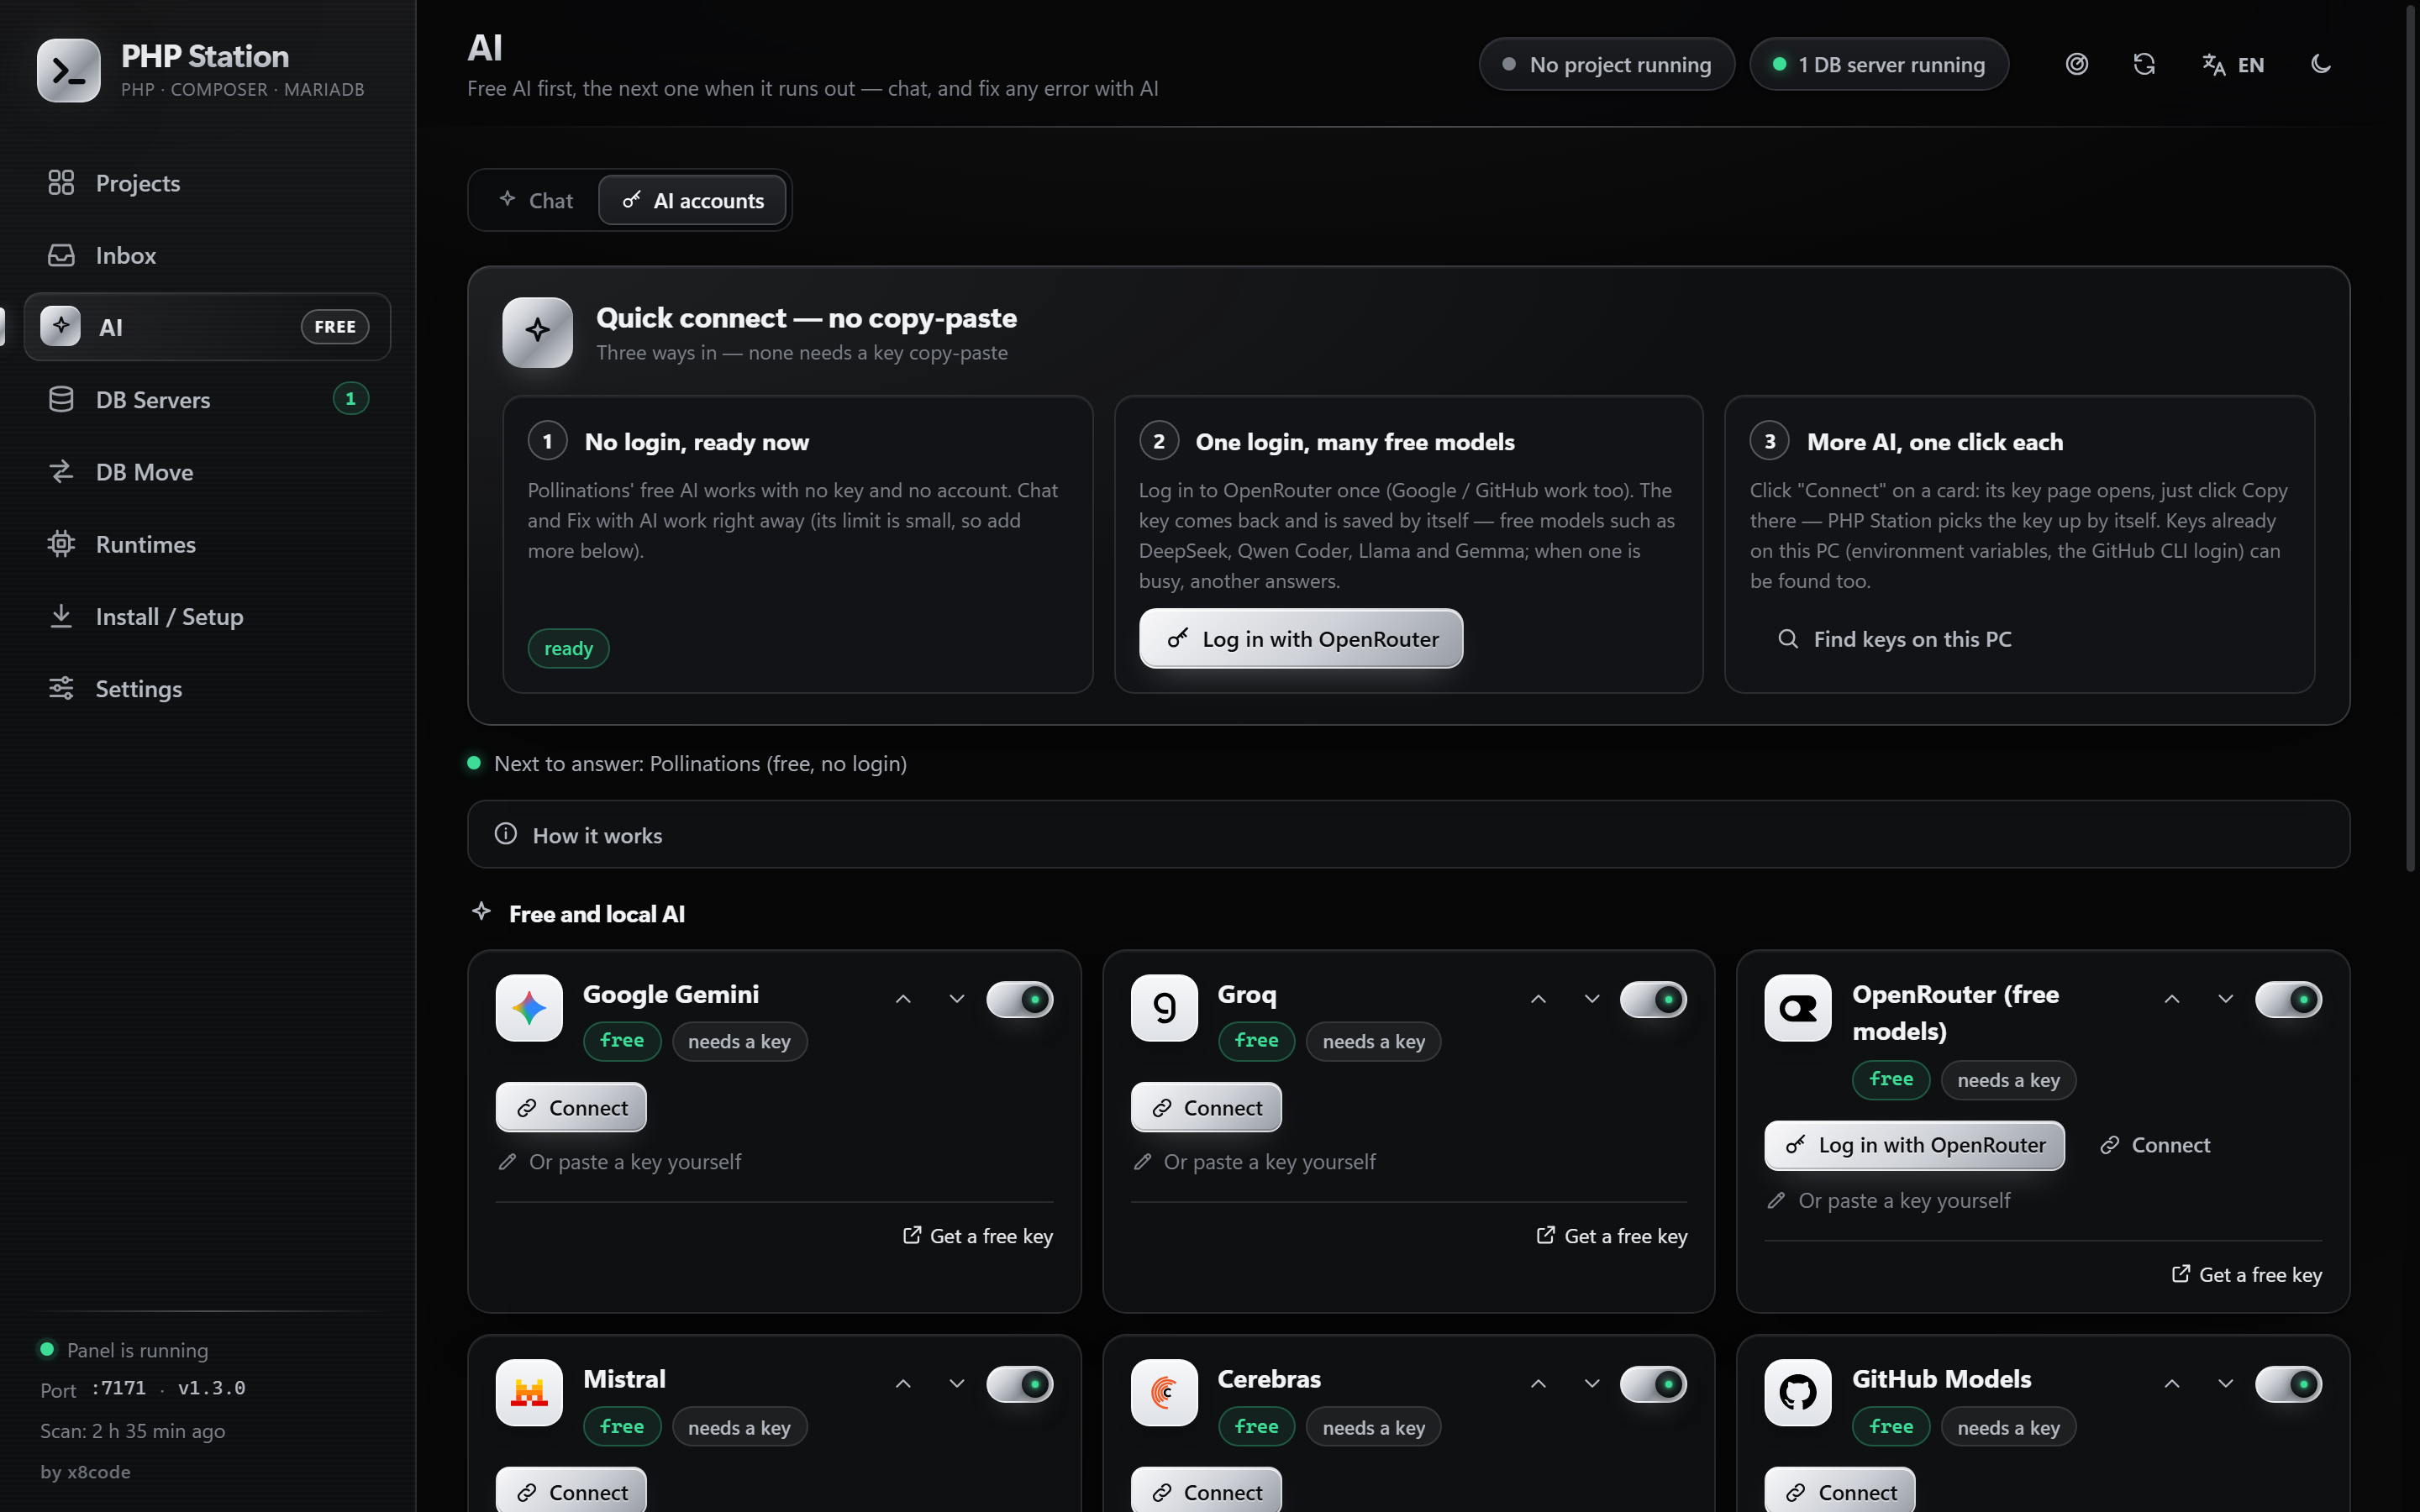 PHP Station
PHP · COMPOSER · MARIADB
Projects
Inbox
AI
FREE
DB Servers
1
DB Move
Runtimes
Install / Setup
Settings
Panel is running
Port :7171 · v1.3.0
Scan: 2 h 35 min ago
by x8code
AI
Free AI first, the next one when it runs out — chat, and fix any error with AI
No project running
1 DB server running
EN
Chat
AI accounts
Quick connect — no copy-paste
Three ways in — none needs a key copy-paste
1 No login, ready now
Pollinations' free AI works with no key and no account. Chat
and Fix with AI work right away (its limit is small, so add
more below).
ready
2 One login, many free models
Log in to OpenRouter once (Google / GitHub work too). The
key comes back and is saved by itself — free models such as
DeepSeek, Qwen Coder, Llama and Gemma; when one is
busy, another answers.
Log in with OpenRouter
3 More AI, one click each
Click "Connect" on a card: its key page opens, just click Copy
there — PHP Station picks the key up by itself. Keys already
on this PC (environment variables, the GitHub CLI login) can
be found too.
Find keys on this PC
Next to answer: Pollinations (free, no login)
How it works
Free and local AI
Google Gemini
free needs a key
Connect
Or paste a key yourself
Get a free key
Groq
free needs a key
Connect
Or paste a key yourself
Get a free key
OpenRouter (free
models)
free needs a key
Log in with OpenRouter
Connect
Or paste a key yourself
Get a free key
Mistral
free needs a key
Connect
Cerebras
free needs a key
Connect
GitHub Models
free needs a key
Connect